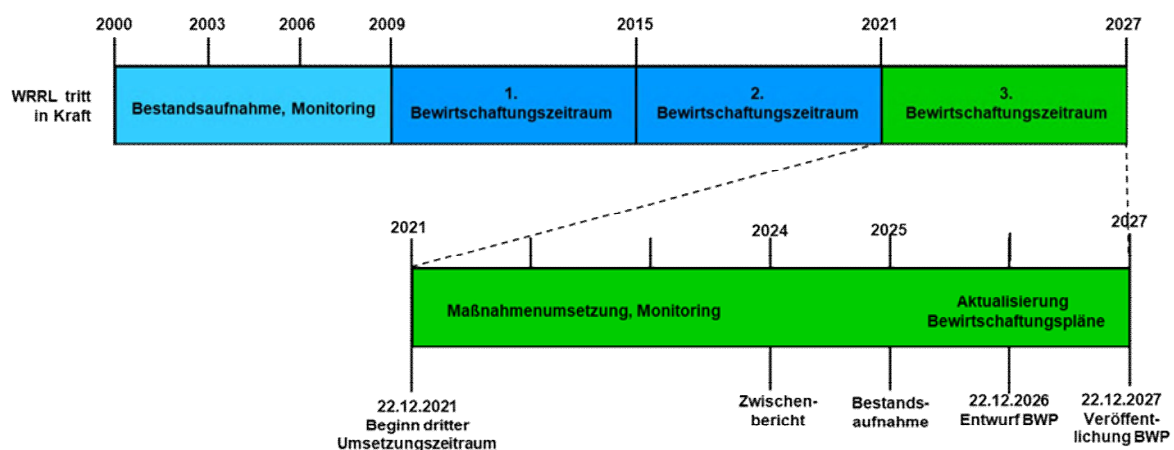 2000 2003 2006 2009 2015 2021 2027
WRRL tritt
in Kraft
Bestandsaufnahme, Monitoring
1.
Bewirtschaftungszeitraum
2.
Bewirtschaftungszeitraum
3.
Bewirtschaftungszeitraum
2021 2024 2025 2027
Maßnahmenumsetzung, Monitoring
Aktualisierung
Bewirtschaftungspläne
22.12.2021
Beginn dritter
Umsetzungszeitraum
Zwischen-
bericht
Bestands-
aufnahme
22.12.2026
Entwurf BWP
22.12.2027
Veröffent-
lichung BWP